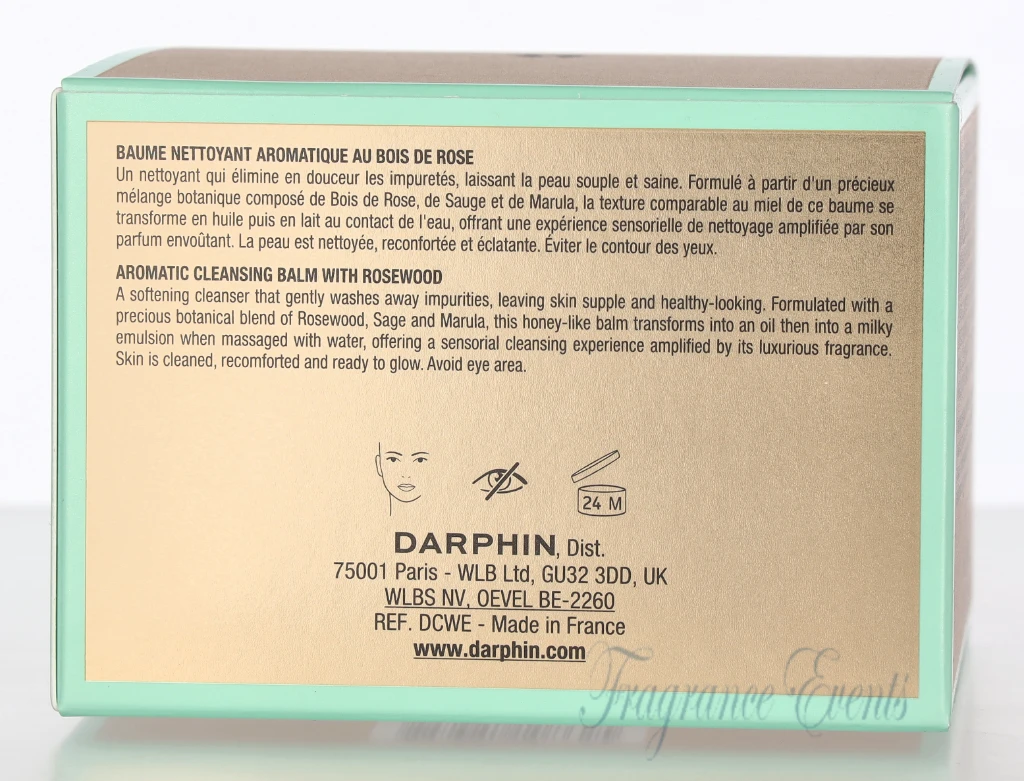 BAUME NETTOYANT AROMATIQUE AU BOIS DE ROSE
Un nettoyant qui élimine en douceur les impuretés, laissant la peau souple et saine. Formulé à partir d'un précieux
mélange botanique composé de Bois de Rose, de Sauge et de Marula, la texture comparable au miel de ce baume se
transforme en huile puis en lait au contact de l'eau, offrant une expérience sensorielle de nettoyage amplifiée par son
parfum envoûtant. La peau est nettoyée, reconfortée et éclatante. Éviter le contour des yeux.
AROMATIC CLEANSING BALM WITH ROSEWOOD
A softening cleanser that gently washes away impurities, leaving skin supple and healthy-looking. Formulated with a
precious botanical blend of Rosewood, Sage and Marula, this honey-like balm transforms into an oil then into a milky
emulsion when massaged with water, offering a sensorial cleansing experience amplified by its luxurious fragrance.
Skin is cleaned, recomforted and ready to glow. Avoid eye area.
24 M
DARPHIN, Dist.
75001 Paris - WLB Ltd, GU32 3DD, UK
WLBS NV, OEVEL BE-2260
REF. DCWE - Made in France
www.darphin.com
Fragrance Events